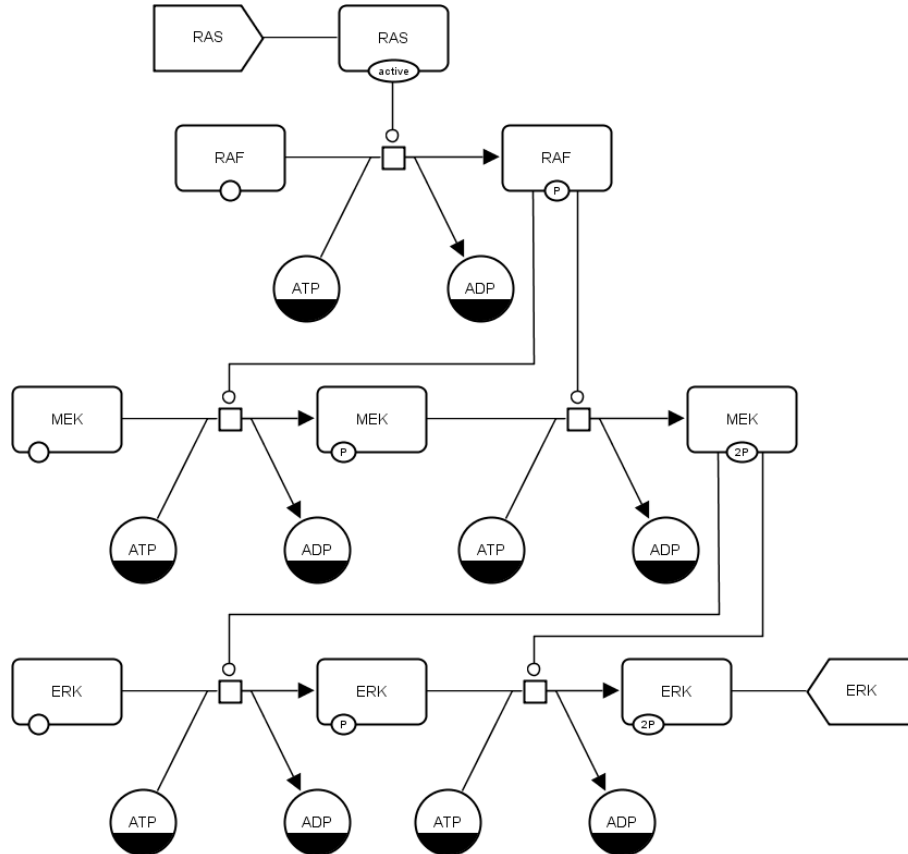 RAS
RAS
active
RAF
RAF
P
ATP
ADP
MEK
MEK
P
MEK
2P
ATP
ADP
ATP
ADP
ERK
ERK
P
ERK
2P
ERK
ATP
ADP
ATP
ADP